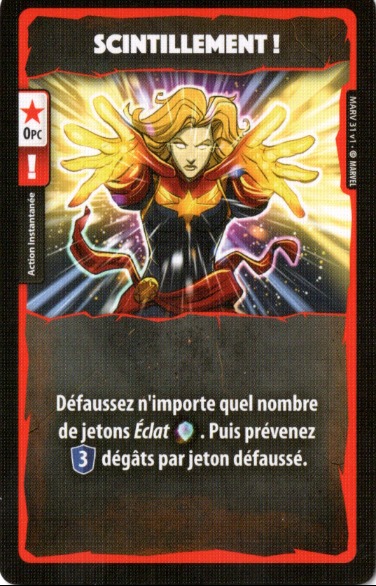 SCINTILLEMENT !
0PC
!
Action Instantanée
MARV 31 v1 - © MARVEL
Défaussez n'importe quel nombre
de jetons Éclat . Puis prévenez
3 dégâts par jeton défaussé.